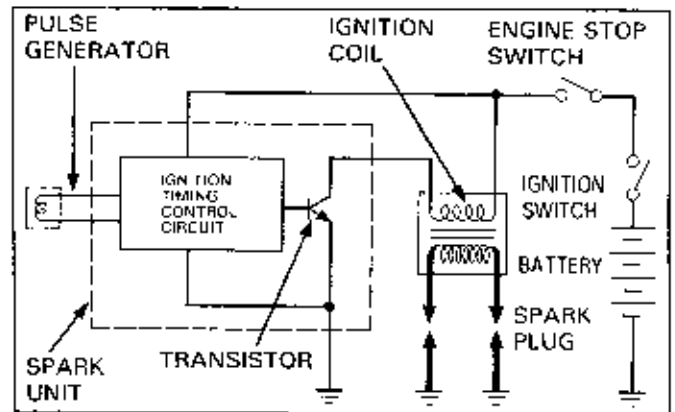 PULSE
GENERATOR
IGNITION
COIL
ENGINE STOP
SWITCH
IGNITION
TIMING
CONTROL
CIRCUIT
IGNITION
SWITCH
BATTERY
SPARK
PLUG
TRANSISTOR
SPARK
UNIT